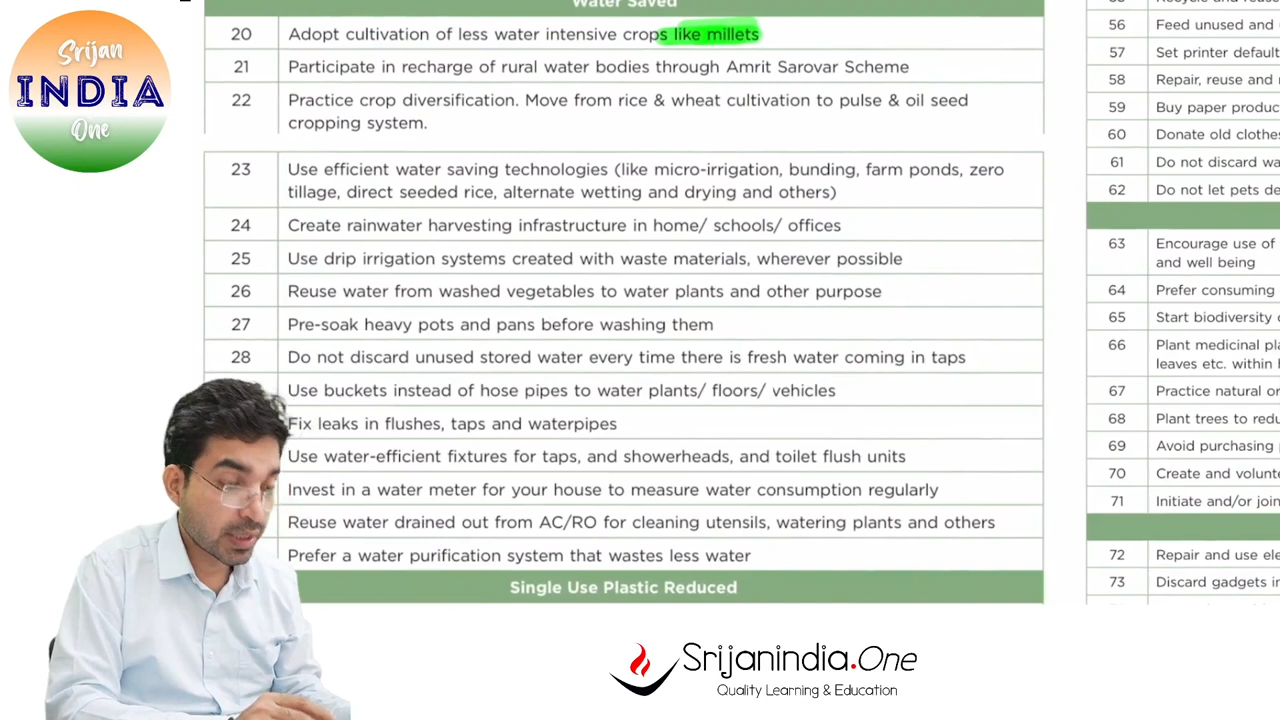 Srijan
INDIA
One
Water Saved
20 Adopt cultivation of less water intensive crops like millets
21 Participate in recharge of rural water bodies through Amrit Sarovar Scheme
22 Practice crop diversification. Move from rice & wheat cultivation to pulse & oil seed
cropping system.
23 Use efficient water saving technologies (like micro-irrigation, bunding, farm ponds, zero
tillage, direct seeded rice, alternate wetting and drying and others)
24 Create rainwater harvesting infrastructure in home/ schools/ offices
25 Use drip irrigation systems created with waste materials, wherever possible
26 Reuse water from washed vegetables to water plants and other purpose
27 Pre-soak heavy pots and pans before washing them
28 Do not discard unused stored water every time there is fresh water coming in taps
Use buckets instead of hose pipes to water plants/ floors/ vehicles
Fix leaks in flushes, taps and waterpipes
Use water-efficient fixtures for taps, and showerheads, and toilet flush units
Invest in a water meter for your house to measure water consumption regularly
Reuse water drained out from AC/RO for cleaning utensils, watering plants and others
Prefer a water purification system that wastes less water
Single Use Plastic Reduced
56 Feed unused and
57 Set printer default
58 Repair, reuse and
59 Buy paper
60 Donate old clothes
61 Do not discard
62 Do not let pets
63 Encourage use of
and well being
64 Prefer consuming
65 Start biodiversity
66 Plant medicinal
leaves etc. within
67 Practice natural
68 Plant trees to
69 Avoid purchasing
70 Create and
71 Initiate and/or join
72 Repair and use
73 Discard gadgets
Srijanindia.One
Quality Learning & Education